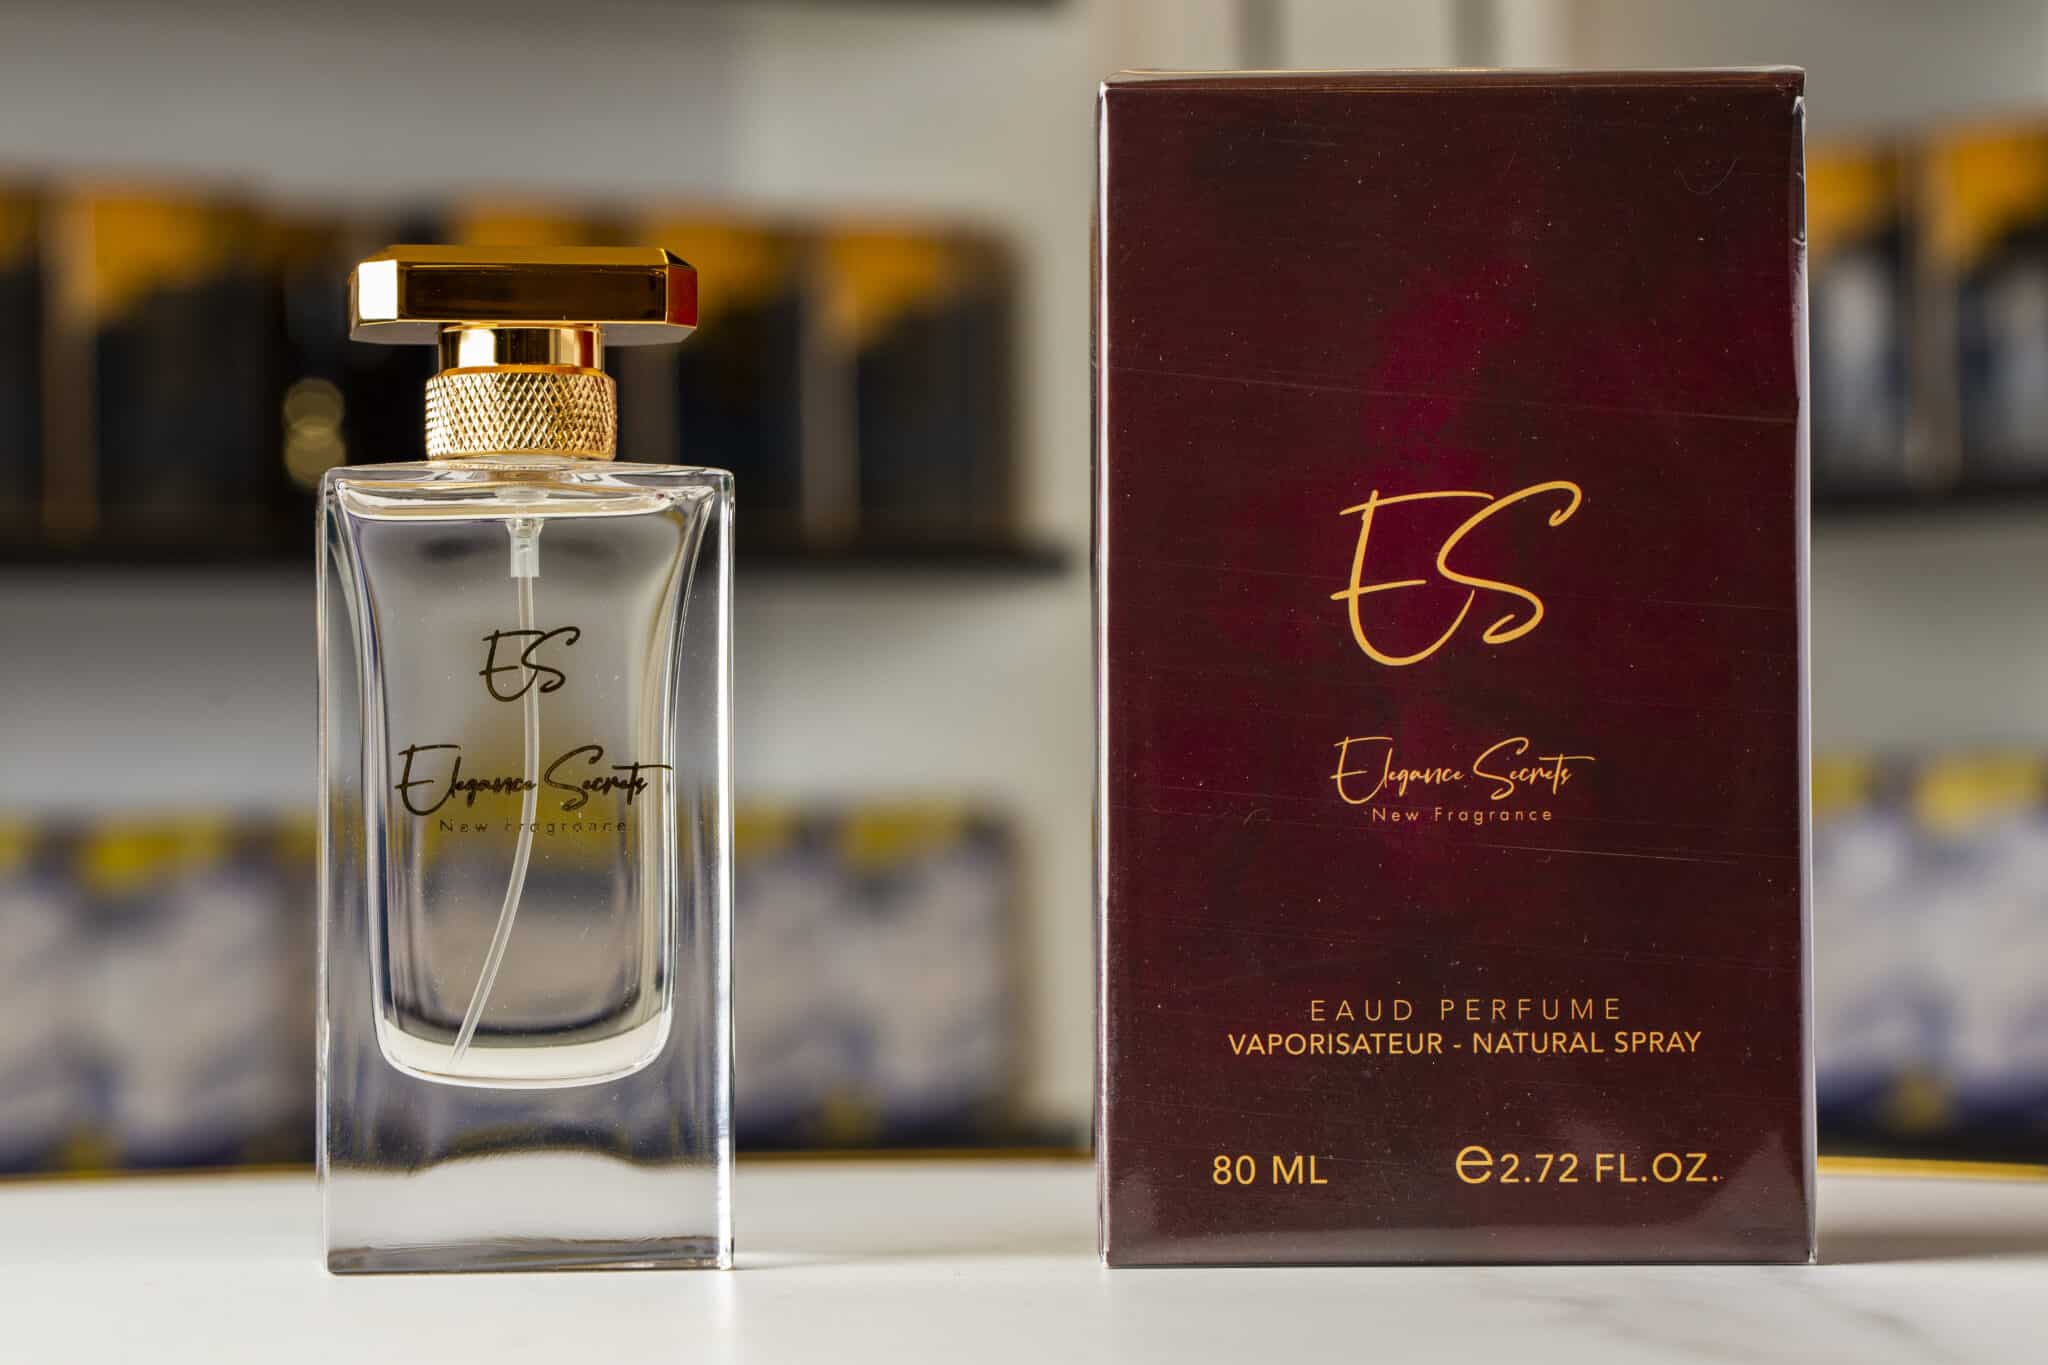 ES
Elegance Secrets
New Fragrance
ES
Elegance Secrets
New Fragrance
EAUD PERFUME
VAPORISATEUR - NATURAL SPRAY
80 ML
e2.72 FL.OZ.